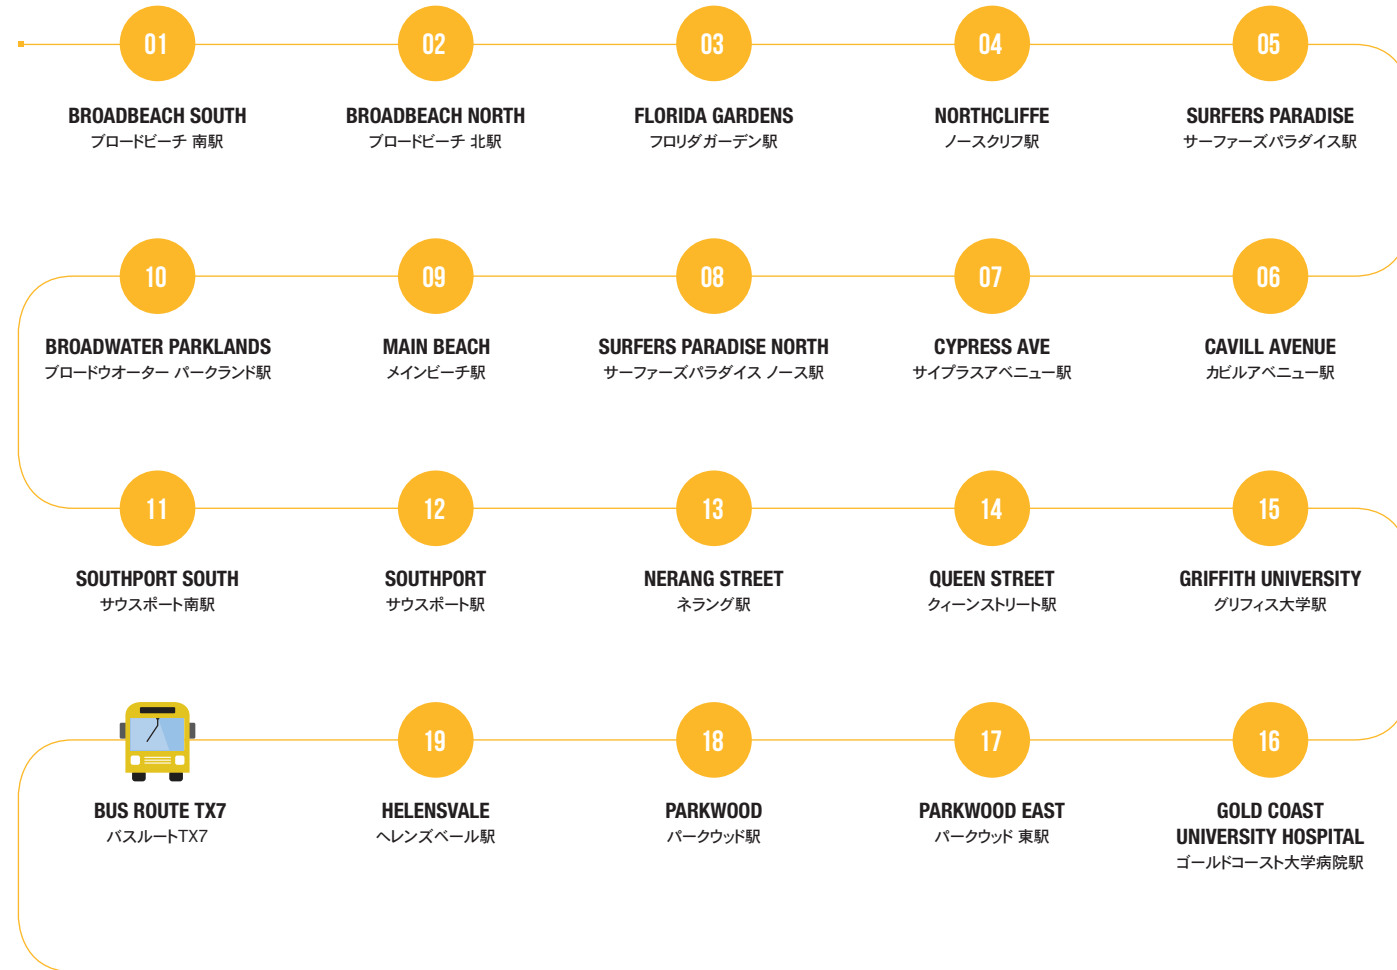 01
02
03
04
05
BROADBEACH SOUTH
ブロードビーチ 南駅
BROADBEACH NORTH
ブロードビーチ 北駅
FLORIDA GARDENS
フロリダガーデン駅
NORTHCLIFFE
ノースクリフ駅
SURFERS PARADISE
サーファーズパラダイス駅
10
09
08
07
06
BROADWATER PARKLANDS
ブロードウオーター パークランド駅
MAIN BEACH
メインビーチ駅
SURFERS PARADISE NORTH
サーファーズパラダイス ノース駅
CYPRESS AVE
サイプラスアベニュー駅
CAVILL AVENUE
カビルアベニュー駅
11
12
13
14
15
SOUTHPORT SOUTH
サウスポート南駅
SOUTHPORT
サウスポート駅
NERANG STREET
ネラング駅
QUEEN STREET
クィーンストリート駅
GRIFFITH UNIVERSITY
グリフィス大学駅
19
18
17
16
BUS ROUTE TX7
バスルートTX7
HELENSVALE
ヘレンズベール駅
PARKWOOD
パークウッド駅
PARKWOOD EAST
パークウッド 東駅
GOLD COAST
UNIVERSITY HOSPITAL
ゴールドコースト大学病院駅